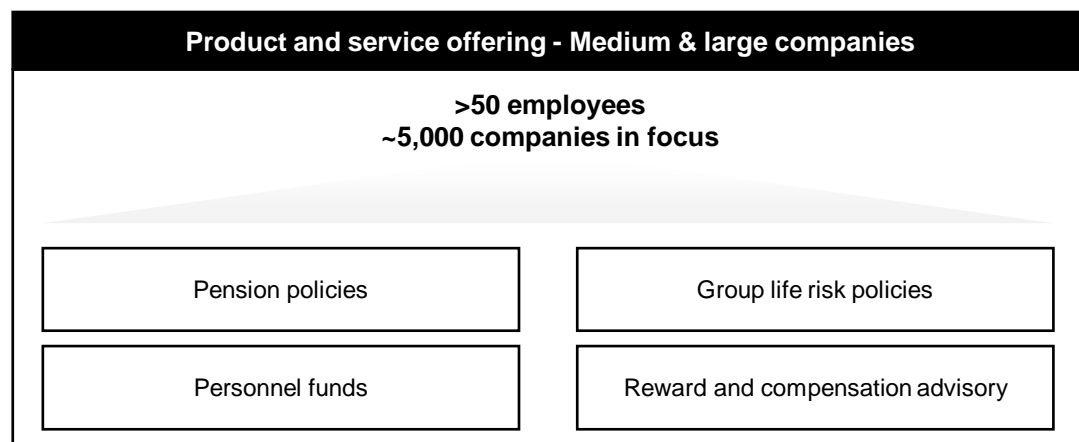 Product and service offering - Medium & large companies
>50 employees
~5,000 companies in focus
Pension policies
Group life risk policies
Personnel funds
Reward and compensation advisory